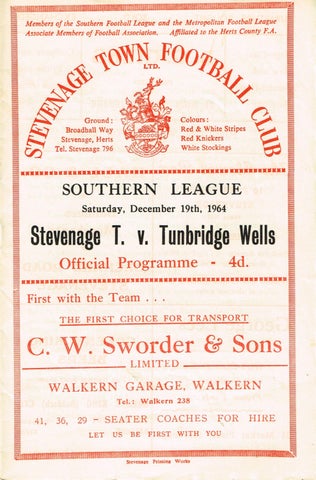 Members of the Southern Football League and the Metropolitan Football League
Associate Members of Football Association. Affiliated to the Herts County F.A.
STEVENAGE TOWN FOOTBALL CLUB
LTD.
Ground:
Broadhall Way
Stevenage, Herts
Tel. Stevenage 796
Colours:
Red & White Stripes
Red Knickers
White Stockings
SOUTHERN LEAGUE
Saturday, December 19th, 1964
Stevenage T. v. Tunbridge Wells
Official Programme - 4d.
First with the Team . . .
THE FIRST CHOICE FOR TRANSPORT
C. W. Sworder & Sons
LIMITED
WALKERN GARAGE, WALKERN
Tel: Walkern 238
41, 36, 29 - SEATER COACHES FOR HIRE
LET US BE FIRST WITH YOU
Stevenage Printing Works